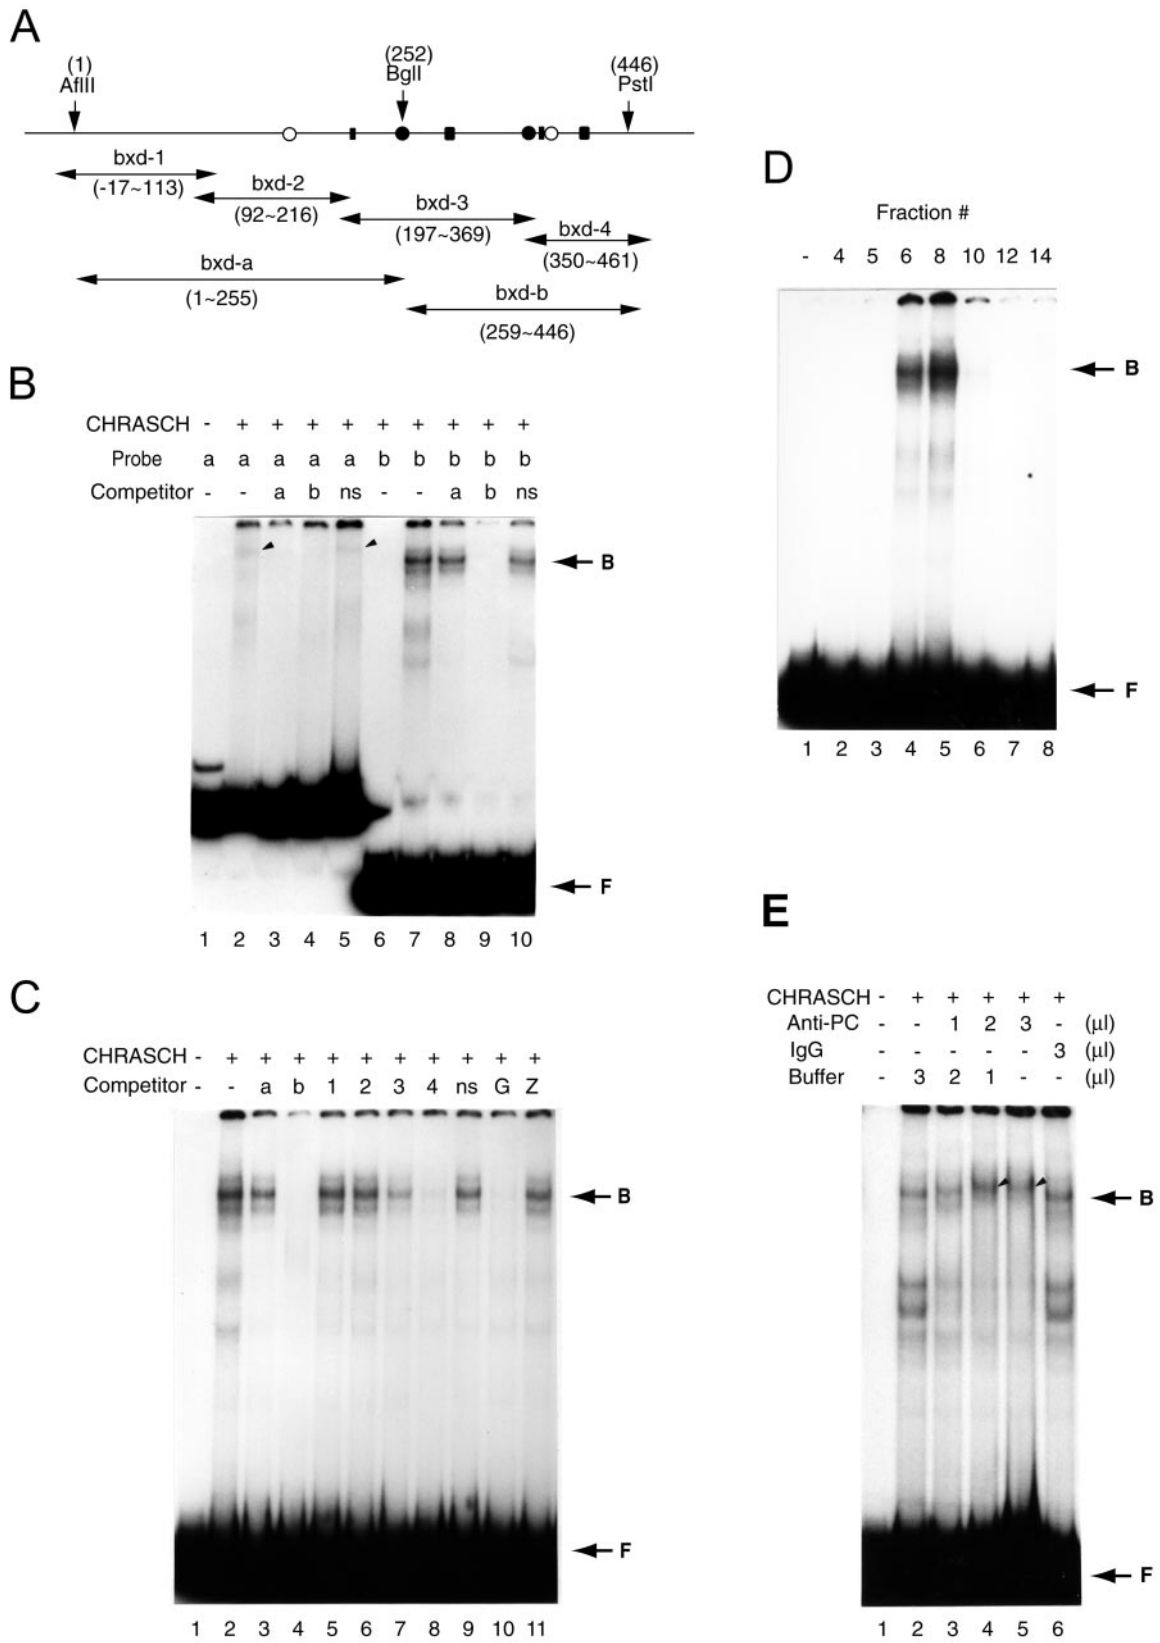 A
(1)
AflII
(252)
BglI
(446)
PstI
bxd-1
(-17~113)
bxd-2
(92~216)
bxd-3
(197~369)
bxd-4
(350~461)
bxd-a
(1~255)
bxd-b
(259~446)
B
CHRASCH - + + + + + + + + +
Probe a a a a a b b b b b
Competitor - - a b ns - - a b ns
B
F
1 2 3 4 5 6 7 8 9 10
C
CHRASCH - + + + + + + + + + +
Competitor - - a b 1 2 3 4 ns G Z
B
F
1 2 3 4 5 6 7 8 9 10 11
D
Fraction #
- 4 5 6 8 10 12 14
B
F
1 2 3 4 5 6 7 8
E
CHRASCH - + + + + +
Anti-PC - - 1 2 3 - (µl)
IgG - - - - - 3 (µl)
Buffer - 3 2 1 - - (µl)
B
F
1 2 3 4 5 6